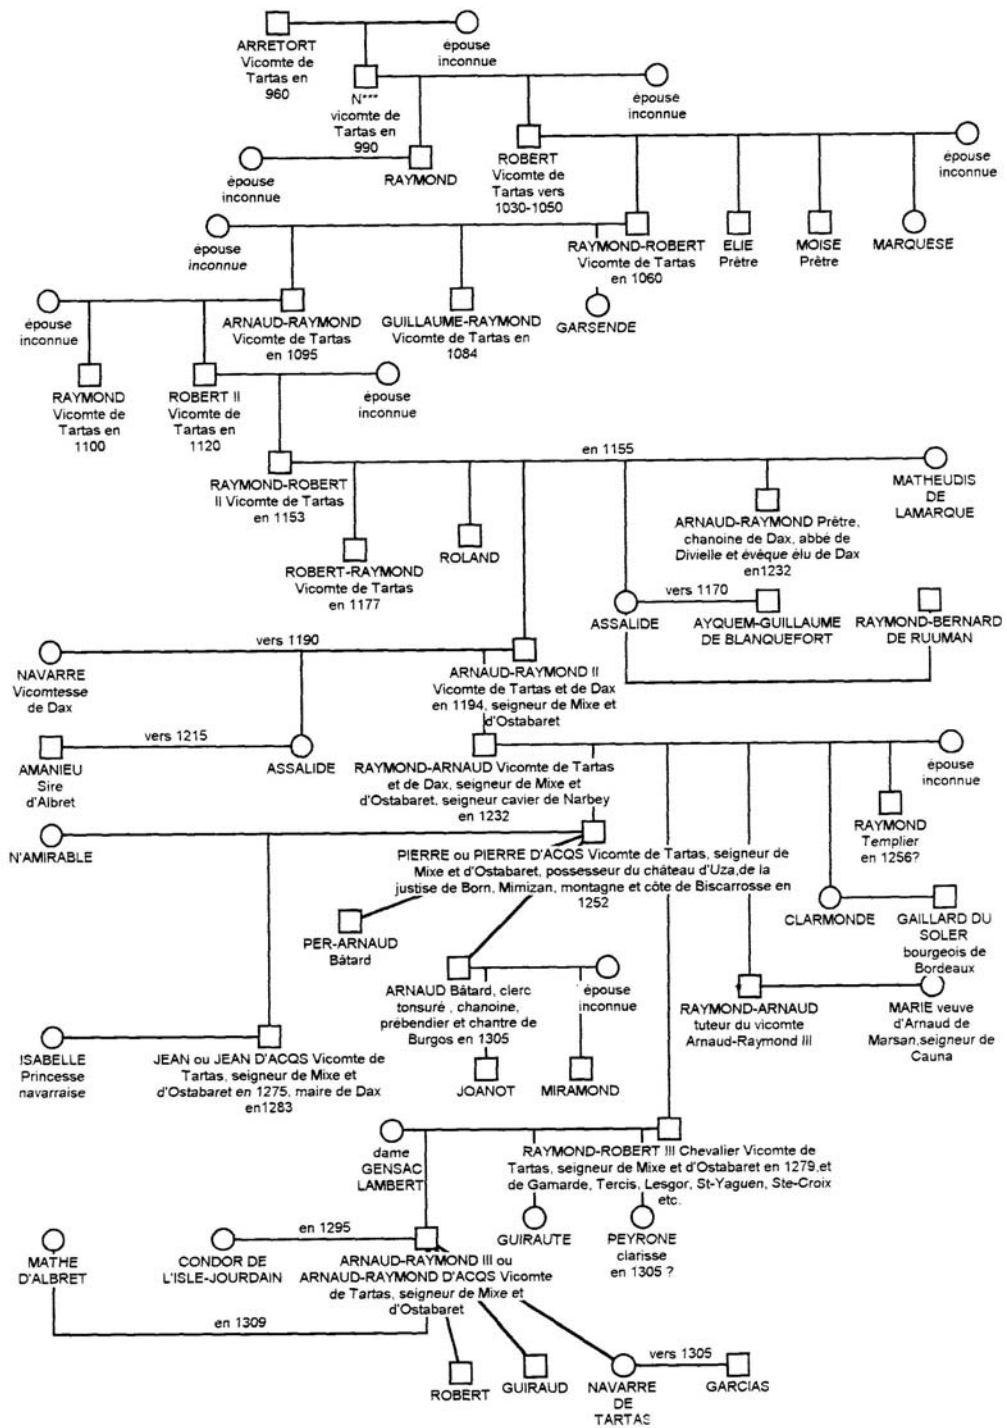 ARRETORT
Vicomte de
Tartas en
960
épouse
inconnue
N***
vicomte de
Tartas en
990
épouse
inconnue
épouse
inconnue
RAYMOND
ROBERT
Vicomte de
Tartas vers
1030-1050
épouse
inconnue
épouse
inconnue
RAYMOND-ROBERT
Vicomte de Tartas
en 1060
ELIE
Prêtre
MOISE
Prêtre
MARQUESE
épouse
inconnue
ARNAUD-RAYMOND
Vicomte de Tartas
en 1095
GUILLAUME-RAYMOND
Vicomte de Tartas en
1084
GARSENDE
RAYMOND
Vicomte de
Tartas en
1100
ROBERT II
Vicomte de
Tartas en
1120
épouse
inconnue
en 1155
RAYMOND-ROBERT
II Vicomte de Tartas
en 1153
MATHEUDIS
DE
LAMARQUE
ROBERT-RAYMOND
Vicomte de Tartas
en 1177
ROLAND
ARNAUD-RAYMOND Prêtre,
chanoine de Dax, abbé de
Divielle et évêque élu de Dax
en1232
vers 1170
ASSALIDE
AYQUEM-GUILLAUME
DE BLANQUEFORT
RAYMOND-BERNARD
DE RUUMAN
vers 1190
NAVARRE
Vicomtesse
de Dax
ARNAUD-RAYMOND II
Vicomte de Tartas et de Dax
en 1194, seigneur de Mixe et
d'Ostabaret
vers 1215
AMANIEU
Sire
d'Albret
ASSALIDE
RAYMOND-ARNAUD Vicomte de Tartas
et de Dax, seigneur de Mixe et
d'Ostabaret, seigneur cavier de Narbey
en 1232
épouse
inconnue
RAYMOND
Templier
en 1256?
N'AMIRABLE
PIERRE ou PIERRE D'ACQS Vicomte de Tartas, seigneur de
Mixe et d'Ostabaret, possesseur du château d'Uza,de la
justise de Born, Mimizan, montagne et côte de Biscarrosse en
1252
CLARMONDE
GAILLARD DU
SOLER
bourgeois de
Bordeaux
PER-ARNAUD
Bâtard
ARNAUD Bâtard, clerc
tonsuré , chanoine,
prébendier et chantre de
Burgos en 1305
épouse
inconnue
RAYMOND-ARNAUD
tuteur du vicomte
Arnaud-Raymond III
MARIE veuve
d'Arnaud de
Marsan,seigneur de
Cauna
ISABELLE
Princesse
navarraise
JEAN ou JEAN D'ACQS Vicomte de
Tartas, seigneur de Mixe et
d'Ostabaret en 1275, maire de Dax
en1283
JOANOT
MIRAMOND
dame
GENSAC
LAMBERT
RAYMOND-ROBERT III Chevalier Vicomte de
Tartas, seigneur de Mixe et d'Ostabaret en 1279,et
de Gamarde, Tercis, Lesgor, St-Yaguen, Ste-Croix
etc.
GUIRAUTE
PEYRONE
clarisse
en 1305 ?
en 1295
MATHE
D'ALBRET
CONDOR DE
L'ISLE-JOURDAIN
ARNAUD-RAYMOND III ou
ARNAUD-RAYMOND D'ACQS Vicomte
de Tartas, seigneur de Mixe et
d'Ostabaret
en 1309
vers 1305
ROBERT
GUIRAUD
NAVARRE
DE
TARTAS
GARCIAS